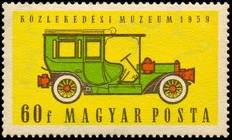 KÖZLEKEDÉSI MÚZEUM 1959
60f MAGYAR POSTA